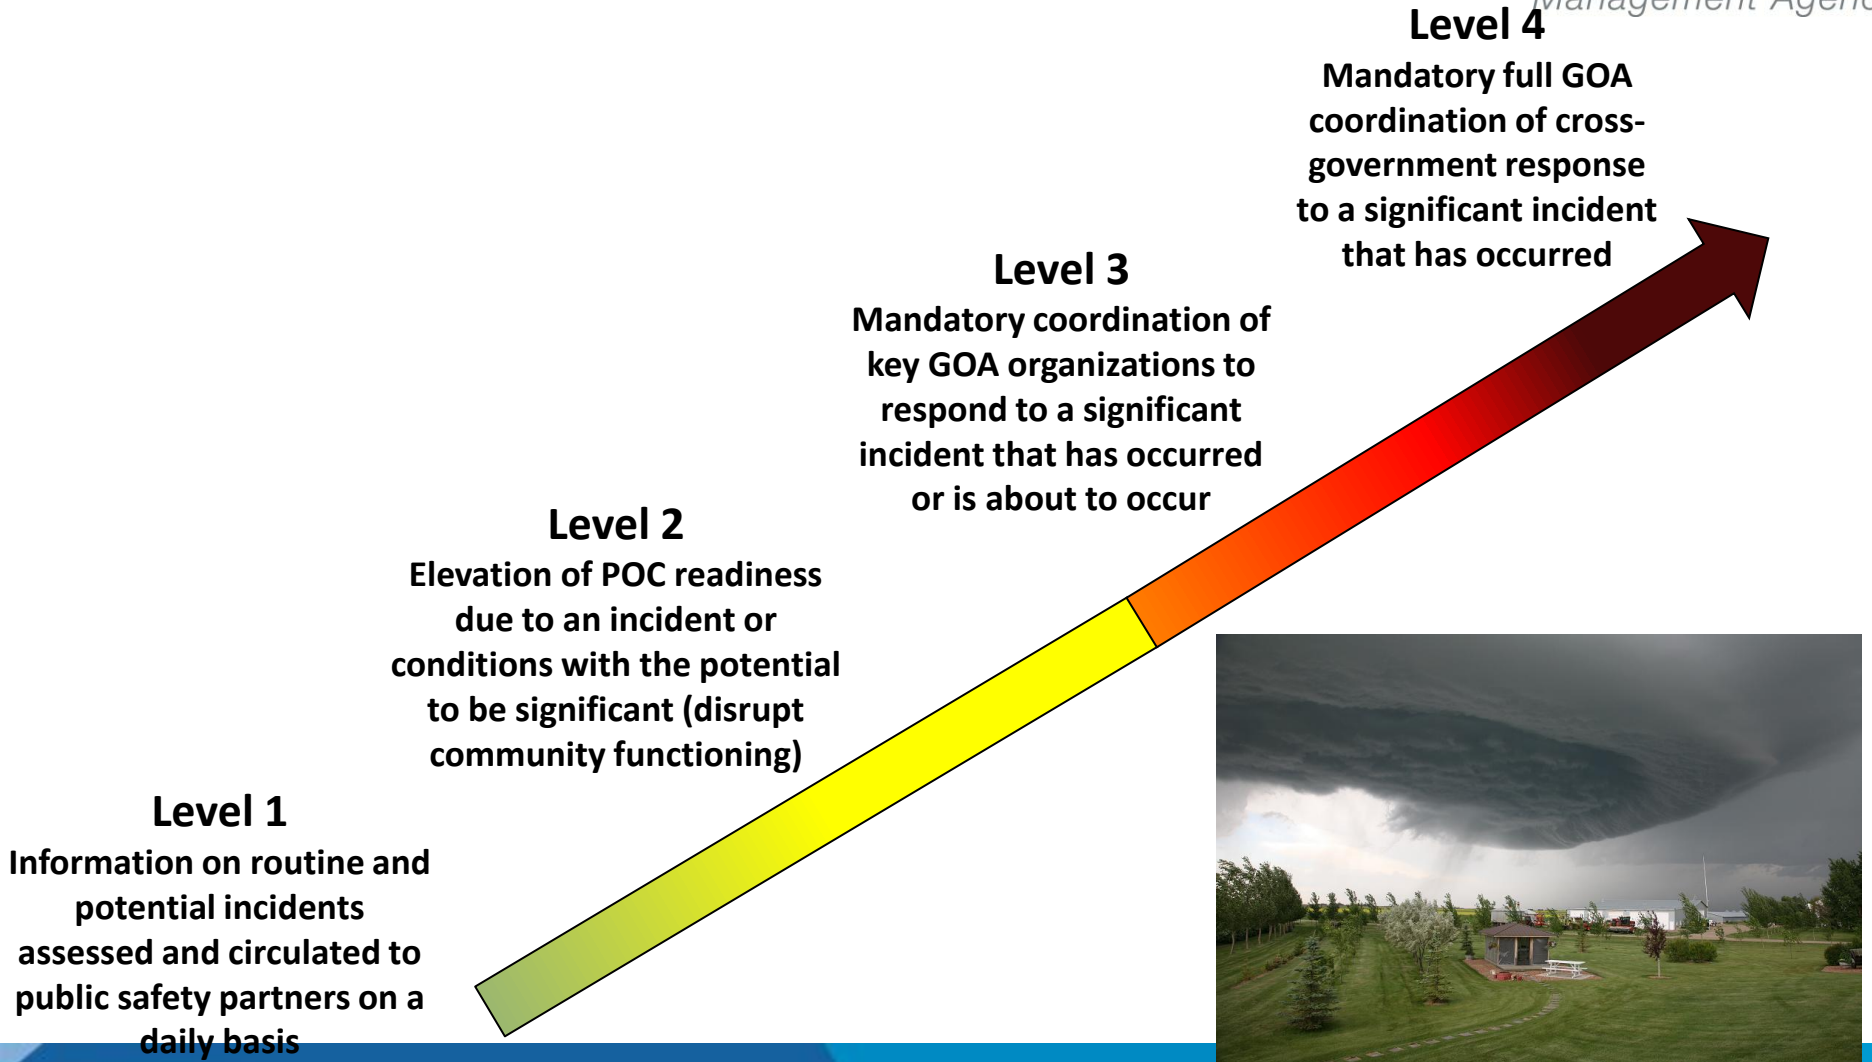 Management Agenc
Level 4
Mandatory full GOA
coordination of cross-
government response
to a significant incident
that has occurred
Level 3
Mandatory coordination of
key GOA organizations to
respond to a significant
incident that has occurred
or is about to occur
Level 2
Elevation of POC readiness
due to an incident or
conditions with the potential
to be significant (disrupt
community functioning)
Level 1
Information on routine and
potential incidents
assessed and circulated to
public safety partners on a
daily basis